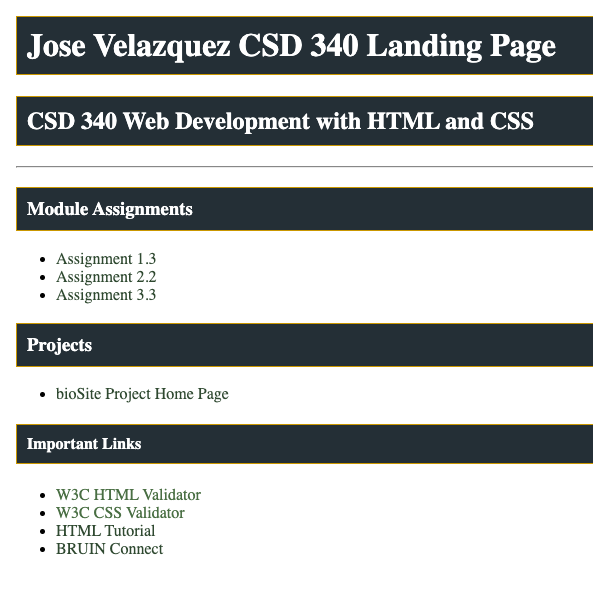 Jose Velazquez CSD 340 Landing Page
CSD 340 Web Development with HTML and CSS
Module Assignments
Assignment 1.3
Assignment 2.2
Assignment 3.3
Projects
bioSite Project Home Page
Important Links
W3C HTML Validator
W3C CSS Validator
HTML Tutorial
BRUIN Connect